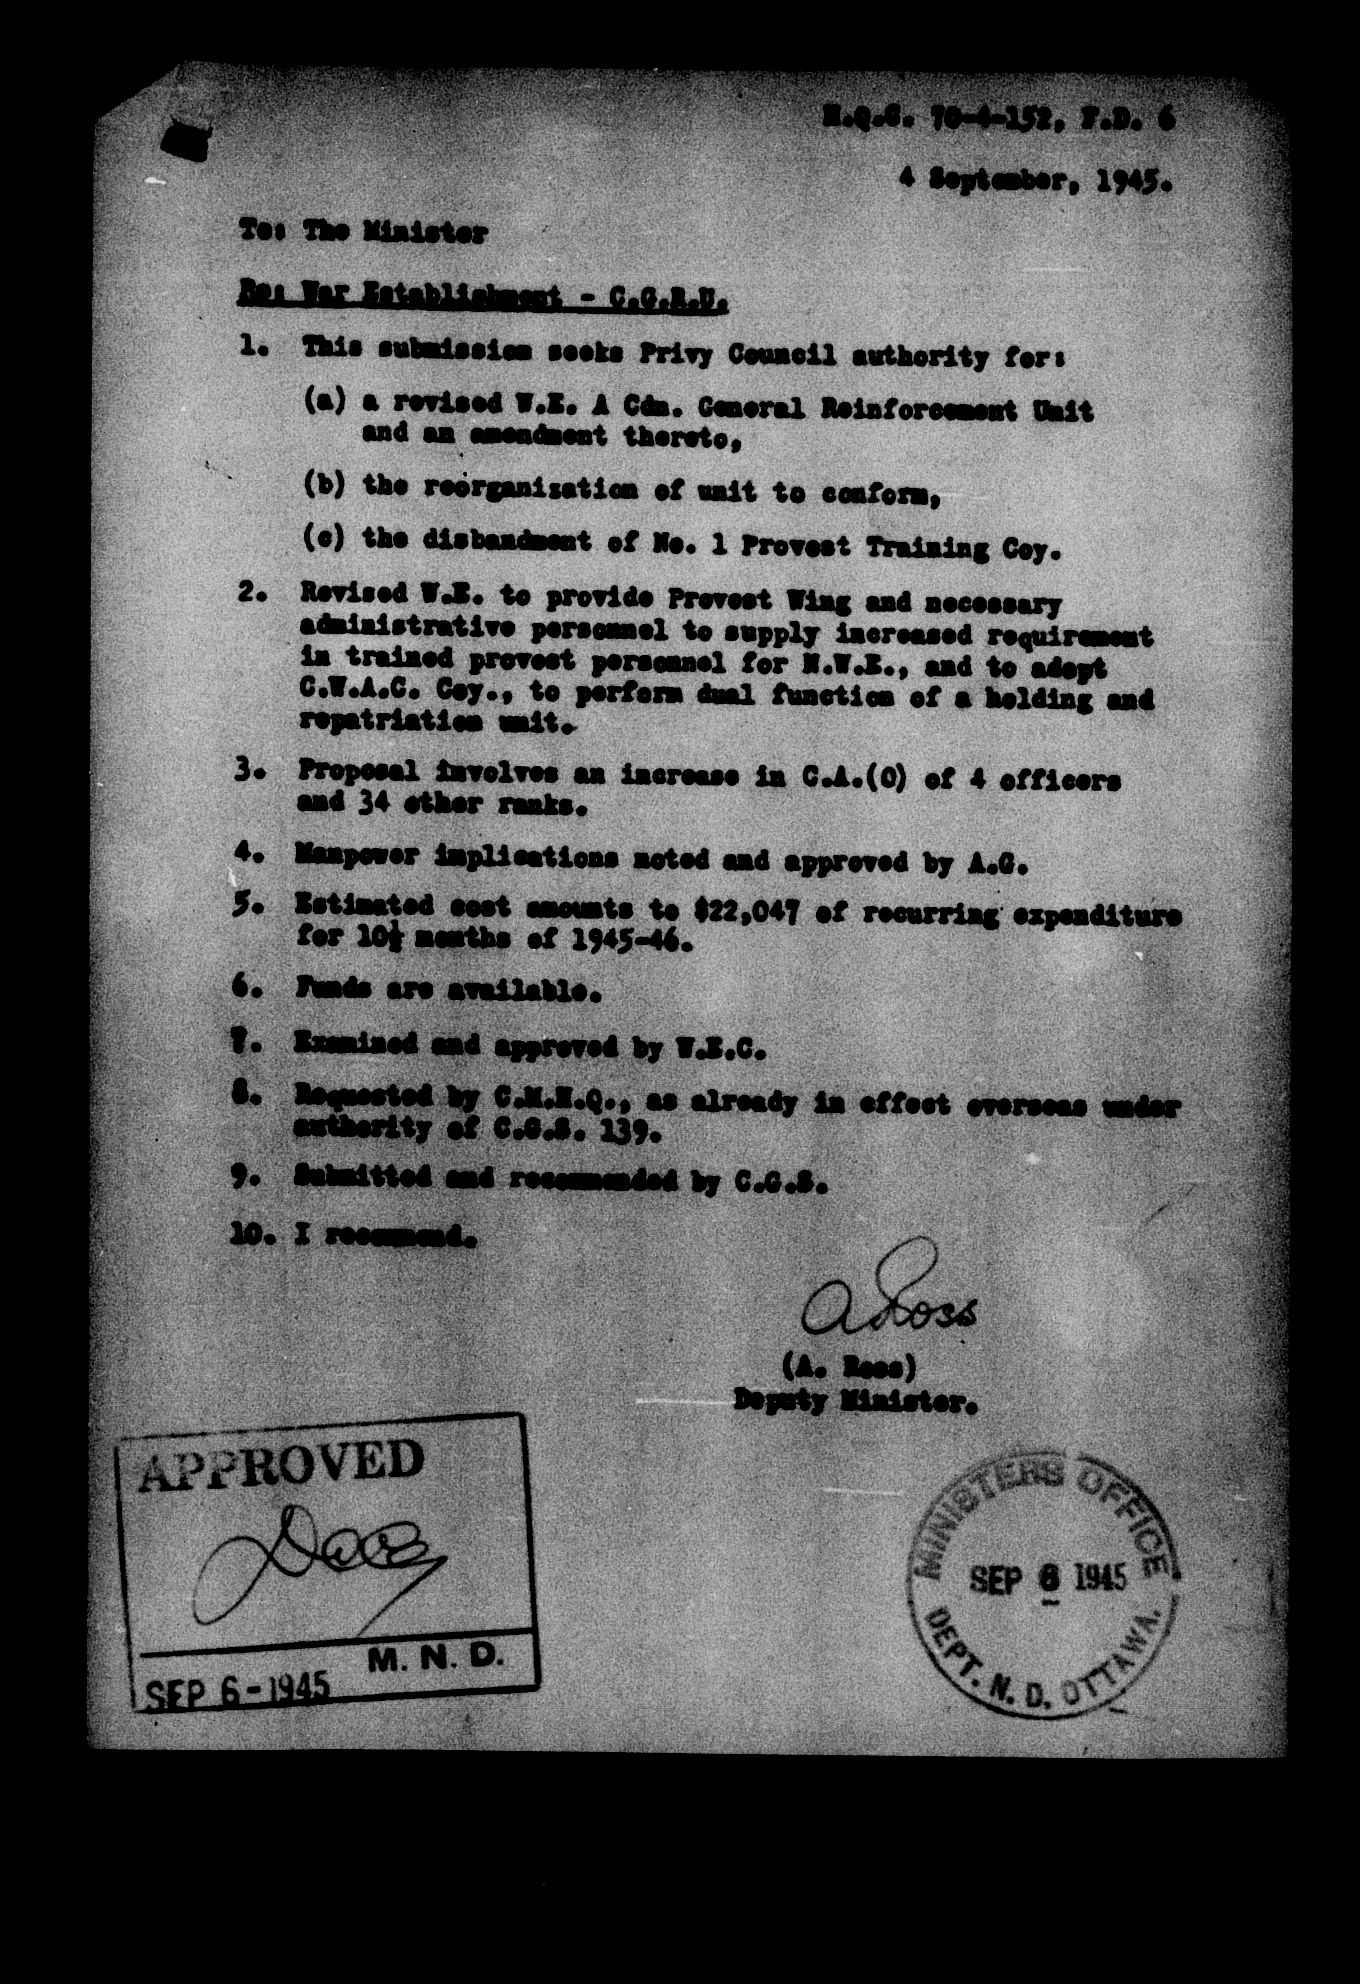 H.Q.C. 70-4-152, F.D. 6
4 September, 1945.
To: The Minister
Re: War Establishment - C.G.R.U.
1. This submission seeks Privy Council authority for:
(a) a revised W.E. A Cdn. General Reinforcement Unit
and an amendment thereto,
(b) the reorganization of unit to conform,
(c) the disbandment of No. 1 Provost Training Coy.
2. Revised W.E. to provide Provost Wing and necessary
administrative personnel to supply increased requirement
in trained provost personnel for N.W.E., and to adopt
C.W.A.C. Coy., to perform dual function of a holding and
repatriation unit.
3. Proposal involves an increase in C.A.(O) of 4 officers
and 34 other ranks.
4. Manpower implications noted and approved by A.G.
5. Estimated cost amounts to $22,047 of recurring expenditure
for 10½ months of 1945-46.
6. Funds are available.
7. Examined and approved by W.E.C.
8. Requested by C.M.H.Q., as already in effect overseas under
authority of C.G.S. 139.
9. Submitted and recommended by C.G.S.
10. I recommend.
A Ross
(A. Ross)
Deputy Minister.
APPROVED
M. N. D.
SEP 6-1945
MINISTERS OFFICE
SEP 6 1945
DEPT. N. D. OTTAWA.